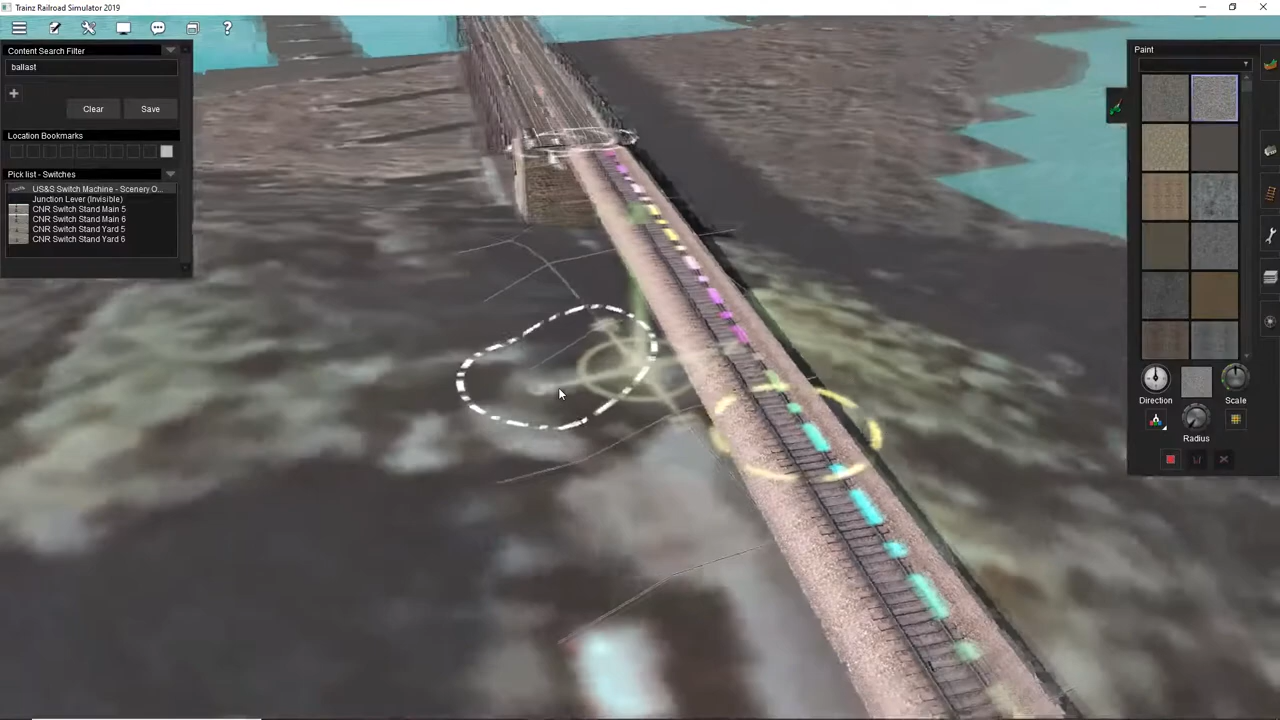 Trainz Railroad Simulator 2019
Content Search Filter
ballast
Clear
Save
Location Bookmarks
Pick list - Switches
US&S Switch Machine - Scenery O...
Junction Lever (Invisible)
CNR Switch Stand Main 5
CNR Switch Stand Main 6
CNR Switch Stand Yard 5
CNR Switch Stand Yard 6
Paint
Direction
Scale
Radius